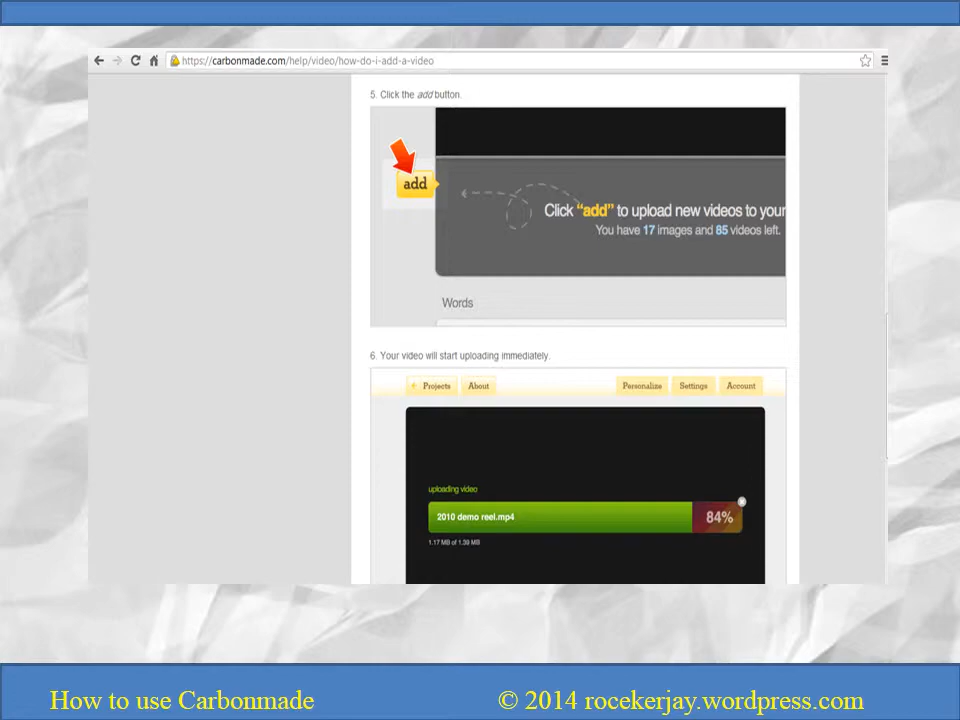 https://carbonmade.com/help/video/how-do-i-add-a-video
5. Click the add button.
add
Click “add” to upload new videos to your
You have 17 images and 85 videos left.
Words
6. Your video will start uploading immediately.
Projects About Personalize Settings Account
uploading video
2010 demo reel.mp4 84%
1.17 MB of 1.39 MB
How to use Carbonmade © 2014 rocekerjay.wordpress.com